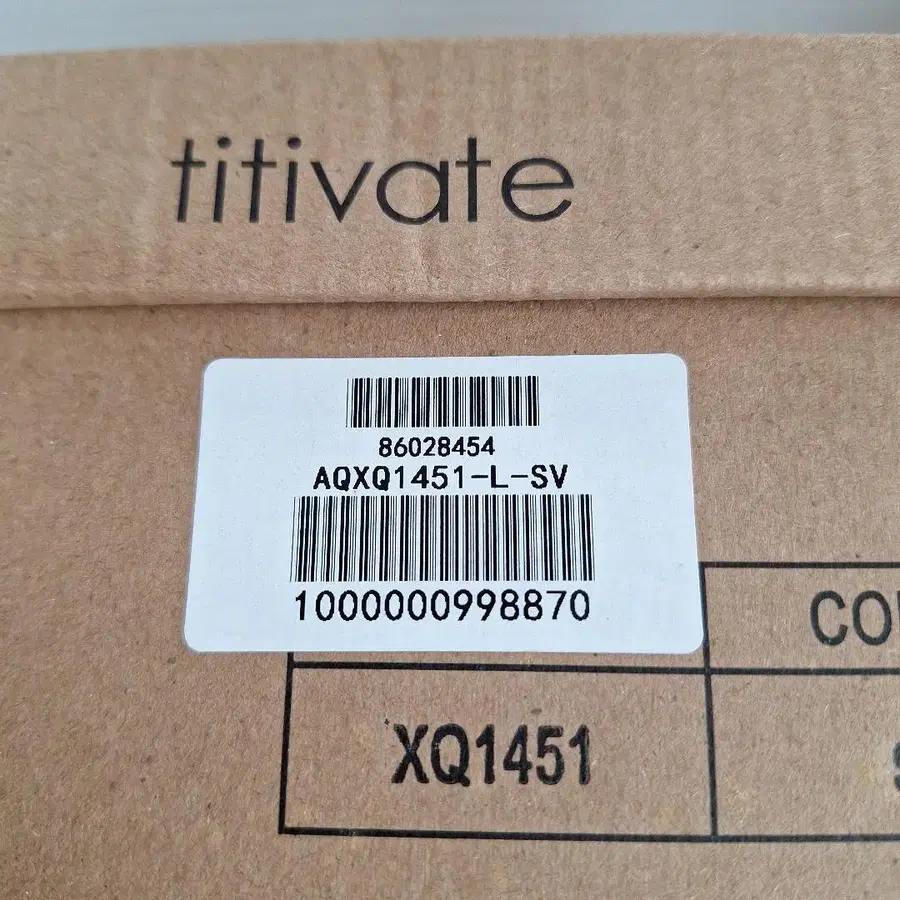 titivate
86028454
AQXQ1451-L-SV
1000000998870
XQ1451